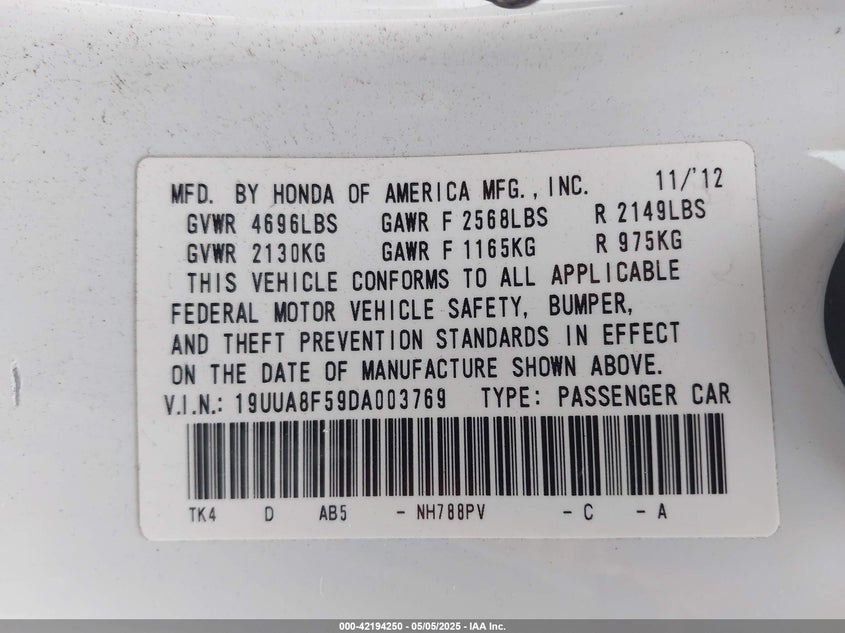 MFD. BY HONDA OF AMERICA MFG., INC. 11/'12
GVWR 4696LBS GAWR F 2568LBS R 2149LBS
GVWR 2130KG GAWR F 1165KG R 975KG
THIS VEHICLE CONFORMS TO ALL APPLICABLE
FEDERAL MOTOR VEHICLE SAFETY, BUMPER,
AND THEFT PREVENTION STANDARDS IN EFFECT
ON THE DATE OF MANUFACTURE SHOWN ABOVE.
V.I.N.: 19UUA8F59DA003769 TYPE: PASSENGER CAR
TK4 D AB5 - NH788PV - C - A
000-42194250 - 05/05/2025 - IAA Inc.